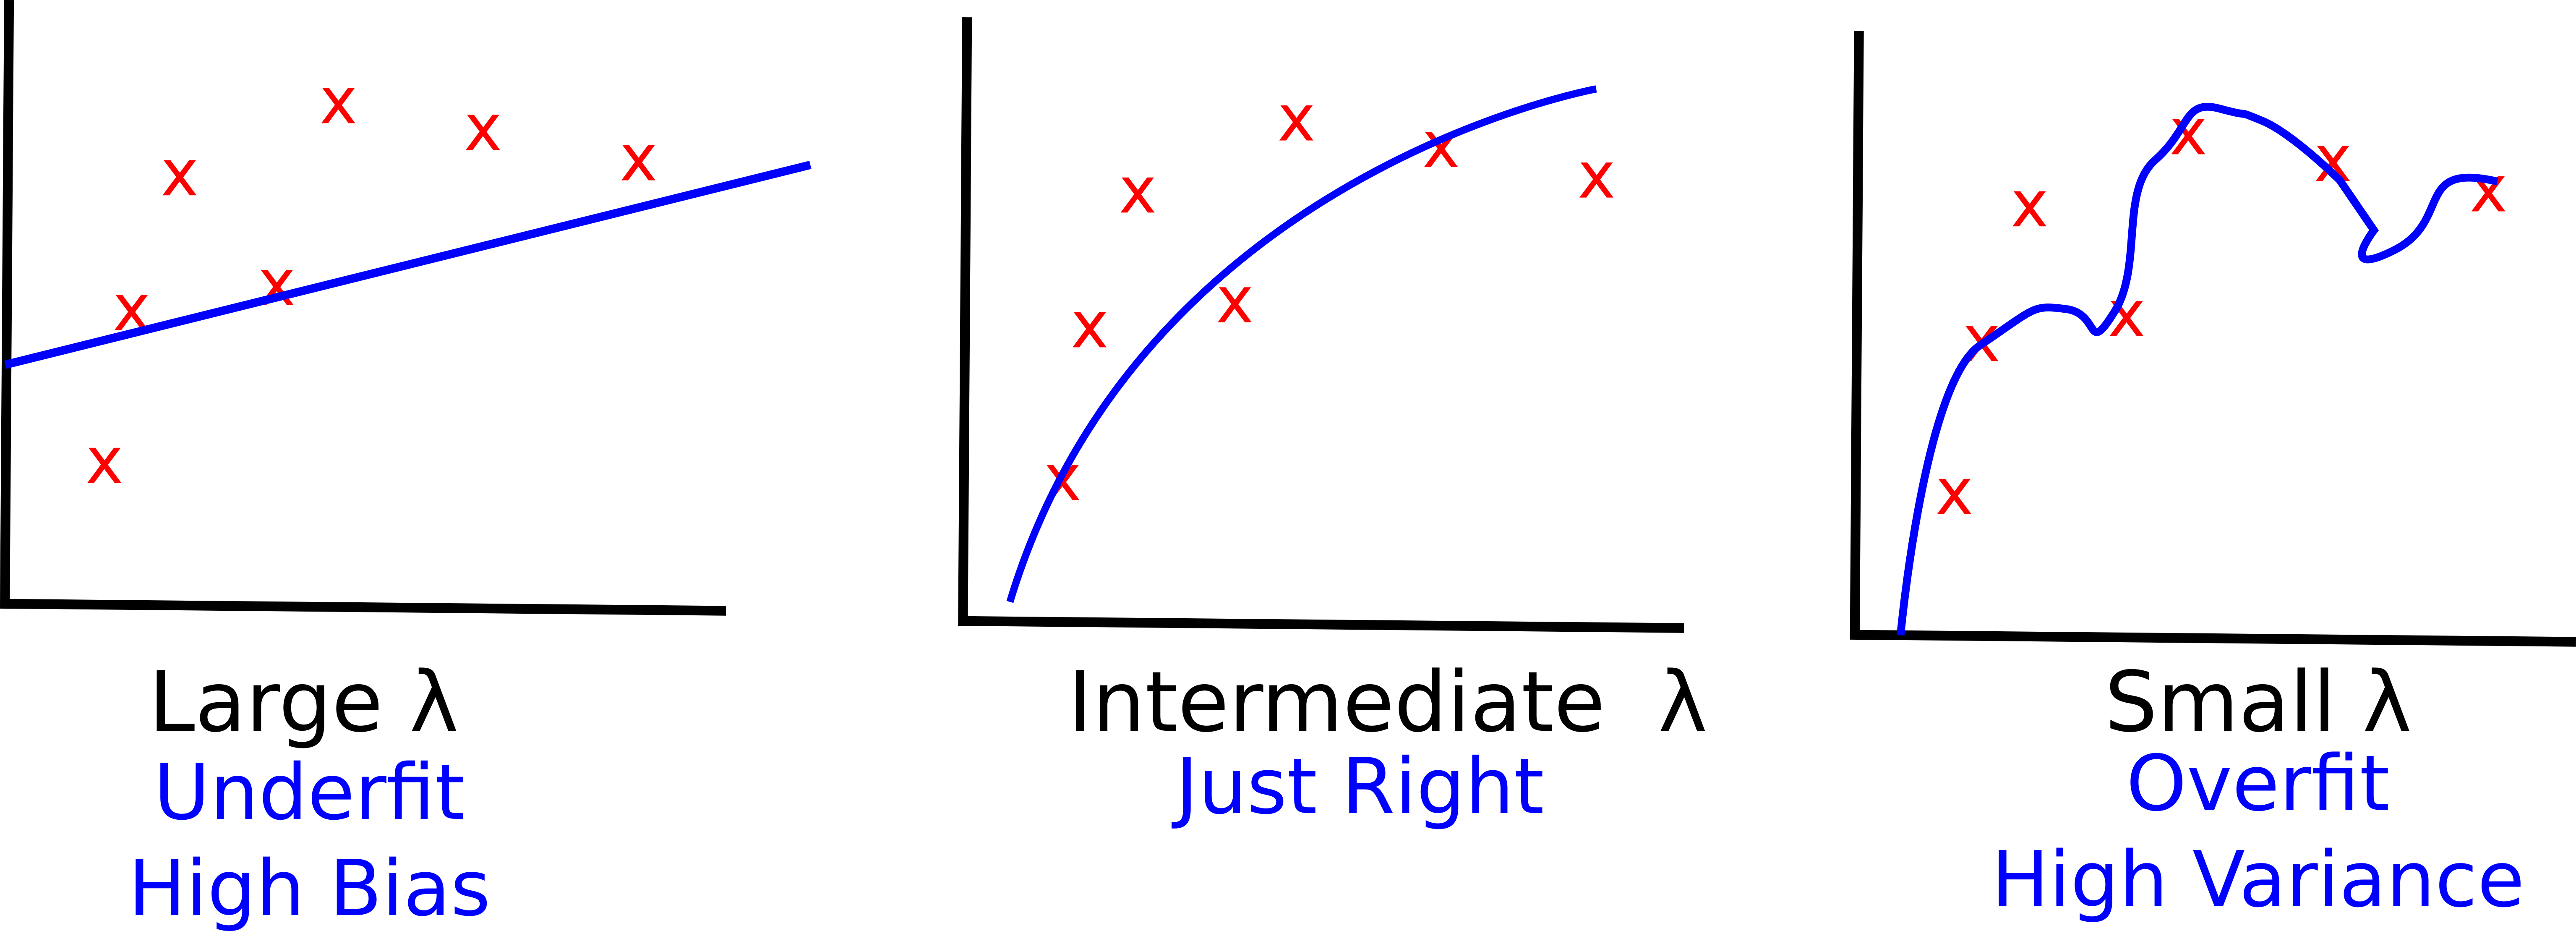 Large λ
Underfit
High Bias
Intermediate λ
Just Right
Small λ
Overfit
High Variance